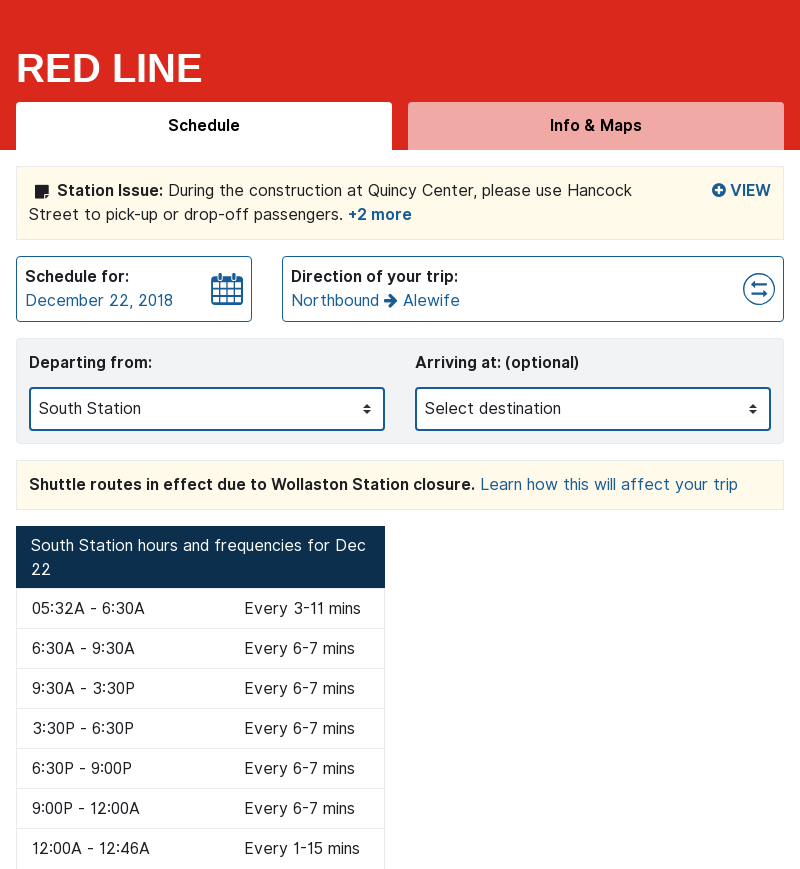 RED LINE
Schedule
Info & Maps
Station Issue: During the construction at Quincy Center, please use Hancock
Street to pick-up or drop-off passengers. +2 more
VIEW
Schedule for:
December 22, 2018
Direction of your trip:
Northbound Alewife
Departing from:
South Station
Arriving at: (optional)
Select destination
Shuttle routes in effect due to Wollaston Station closure. Learn how this will affect your trip
South Station hours and frequencies for Dec
22
05:32A - 6:30A Every 3-11 mins
6:30A - 9:30A Every 6-7 mins
9:30A - 3:30P Every 6-7 mins
3:30P - 6:30P Every 6-7 mins
6:30P - 9:00P Every 6-7 mins
9:00P - 12:00A Every 6-7 mins
12:00A - 12:46A Every 1-15 mins